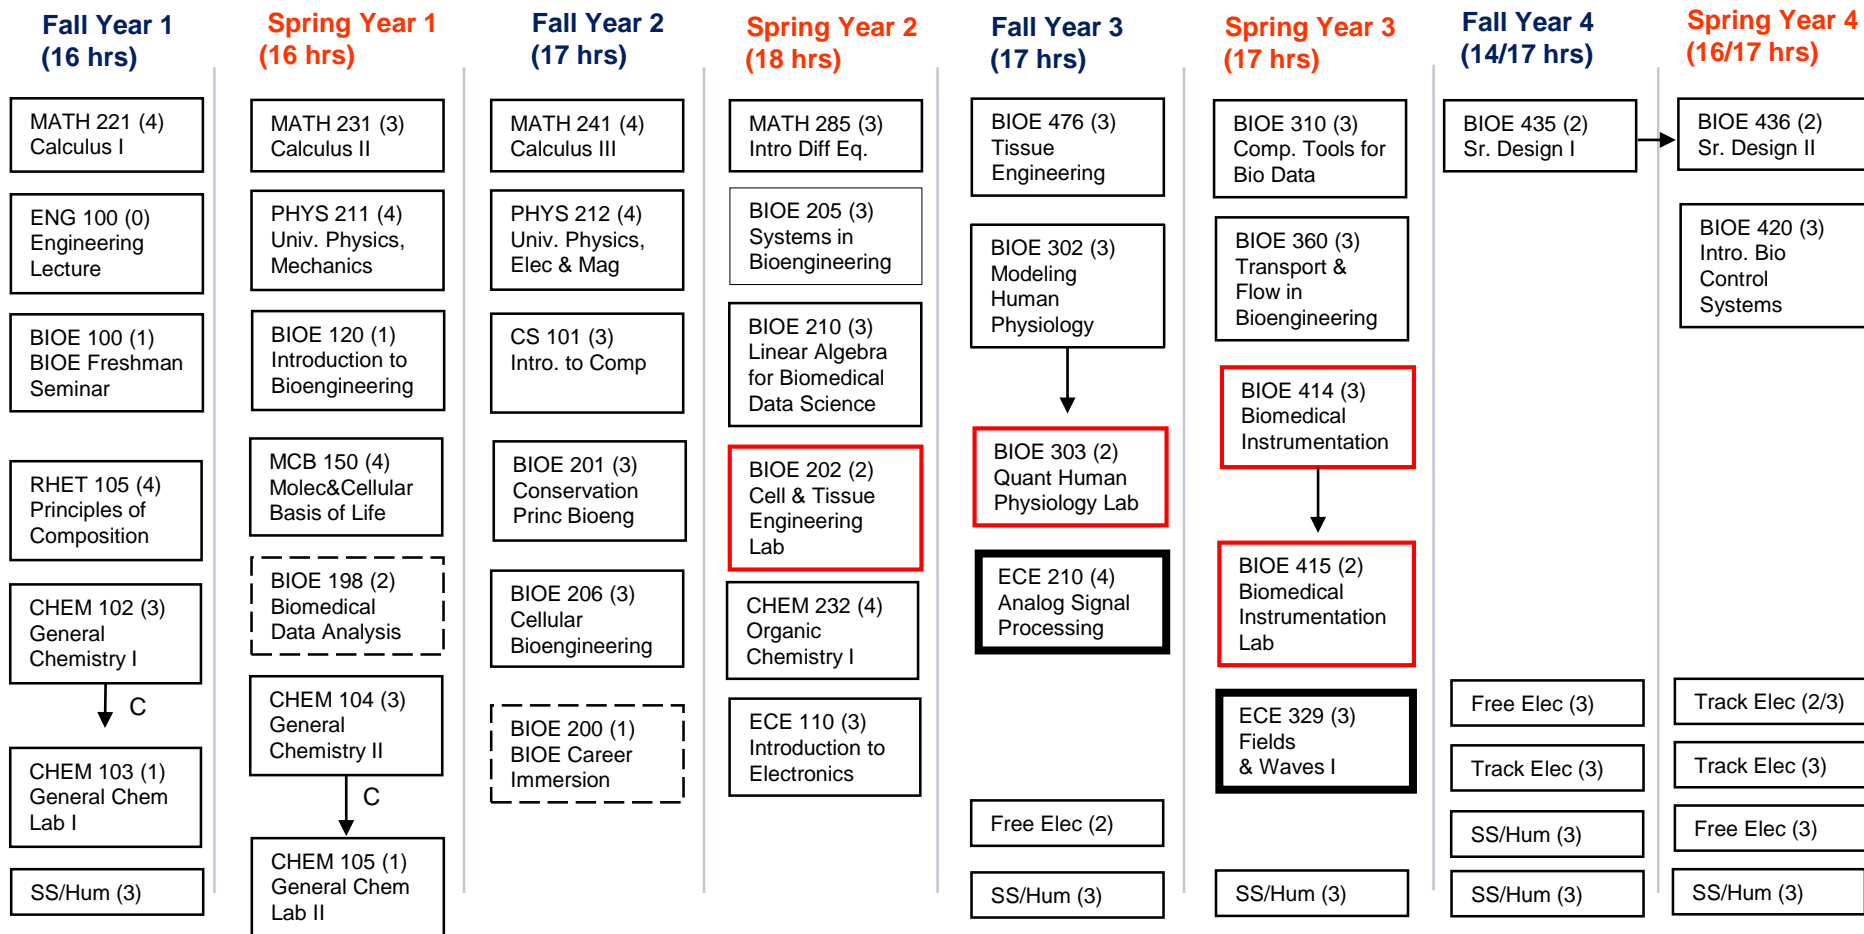 Fall Year 1
(16 hrs)
MATH 221 (4)
Calculus I
ENG 100 (0)
Engineering
Lecture
BIOE 100 (1)
BIOE Freshman
Seminar
RHET 105 (4)
Principles of
Composition
CHEM 102 (3)
General
Chemistry I
C
CHEM 103 (1)
General Chem
Lab I
SS/Hum (3)
Spring Year 1
(16 hrs)
MATH 231 (3)
Calculus II
PHYS 211 (4)
Univ. Physics,
Mechanics
BIOE 120 (1)
Introduction to
Bioengineering
MCB 150 (4)
Molec&Cellular
Basis of Life
BIOE 198 (2)
Biomedical
Data Analysis
CHEM 104 (3)
General
Chemistry II
C
CHEM 105 (1)
General Chem
Lab II
Fall Year 2
(17 hrs)
MATH 241 (4)
Calculus III
PHYS 212 (4)
Univ. Physics,
Elec & Mag
CS 101 (3)
Intro. to Comp
BIOE 201 (3)
Conservation
Princ Bioeng
BIOE 206 (3)
Cellular
Bioengineering
BIOE 200 (1)
BIOE Career
Immersion
Spring Year 2
(18 hrs)
MATH 285 (3)
Intro Diff Eq.
BIOE 205 (3)
Systems in
Bioengineering
BIOE 210 (3)
Linear Algebra
for Biomedical
Data Science
BIOE 202 (2)
Cell & Tissue
Engineering
Lab
CHEM 232 (4)
Organic
Chemistry I
ECE 110 (3)
Introduction to
Electronics
Fall Year 3
(17 hrs)
BIOE 476 (3)
Tissue
Engineering
BIOE 302 (3)
Modeling
Human
Physiology
BIOE 303 (2)
Quant Human
Physiology Lab
ECE 210 (4)
Analog Signal
Processing
Free Elec (2)
SS/Hum (3)
Spring Year 3
(17 hrs)
BIOE 310 (3)
Comp. Tools for
Bio Data
BIOE 360 (3)
Transport &
Flow in
Bioengineering
BIOE 414 (3)
Biomedical
Instrumentation
BIOE 415 (2)
Biomedical
Instrumentation
Lab
ECE 329 (3)
Fields
& Waves I
SS/Hum (3)
Fall Year 4
(14/17 hrs)
BIOE 435 (2)
Sr. Design I
Free Elec (3)
Track Elec (3)
SS/Hum (3)
SS/Hum (3)
Spring Year 4
(16/17 hrs)
BIOE 436 (2)
Sr. Design II
BIOE 420 (3)
Intro. Bio
Control
Systems
Track Elec (2/3)
Track Elec (3)
Free Elec (3)
SS/Hum (3)